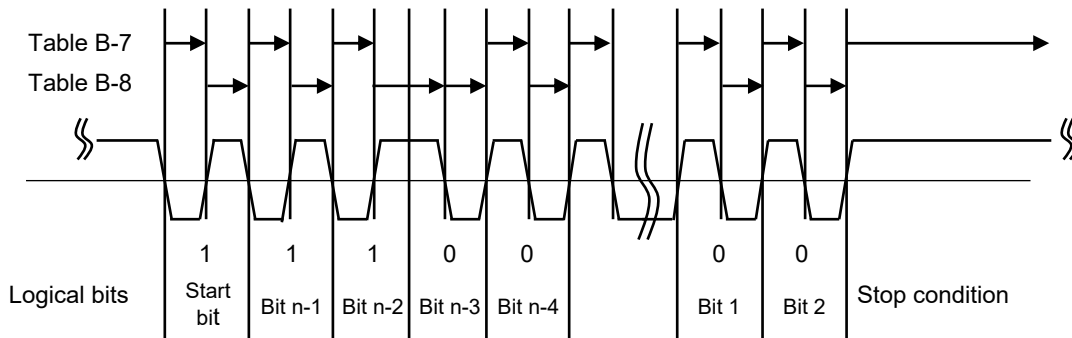 Table B-7
Table B-8
1 1 1 0 0 0 0
Logical bits Start bit Bit n-1 Bit n-2 Bit n-3 Bit n-4 Bit 1 Bit 2 Stop condition